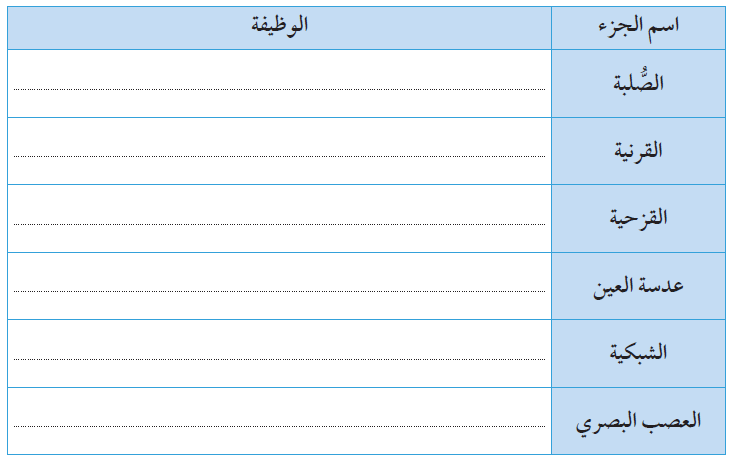 اسم الجزء
الوظيفة
الصُّلبة
القرنية
القزحية
عدسة العين
الشبكية
العصب البصري